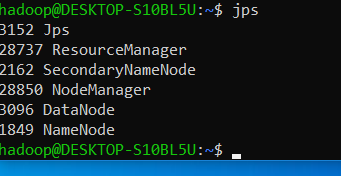 hadoop@DESKTOP-S10BL5U:~$ jps
3152 Jps
28737 ResourceManager
2162 SecondaryNameNode
28850 NodeManager
3096 DataNode
1849 NameNode
hadoop@DESKTOP-S10BL5U:~$